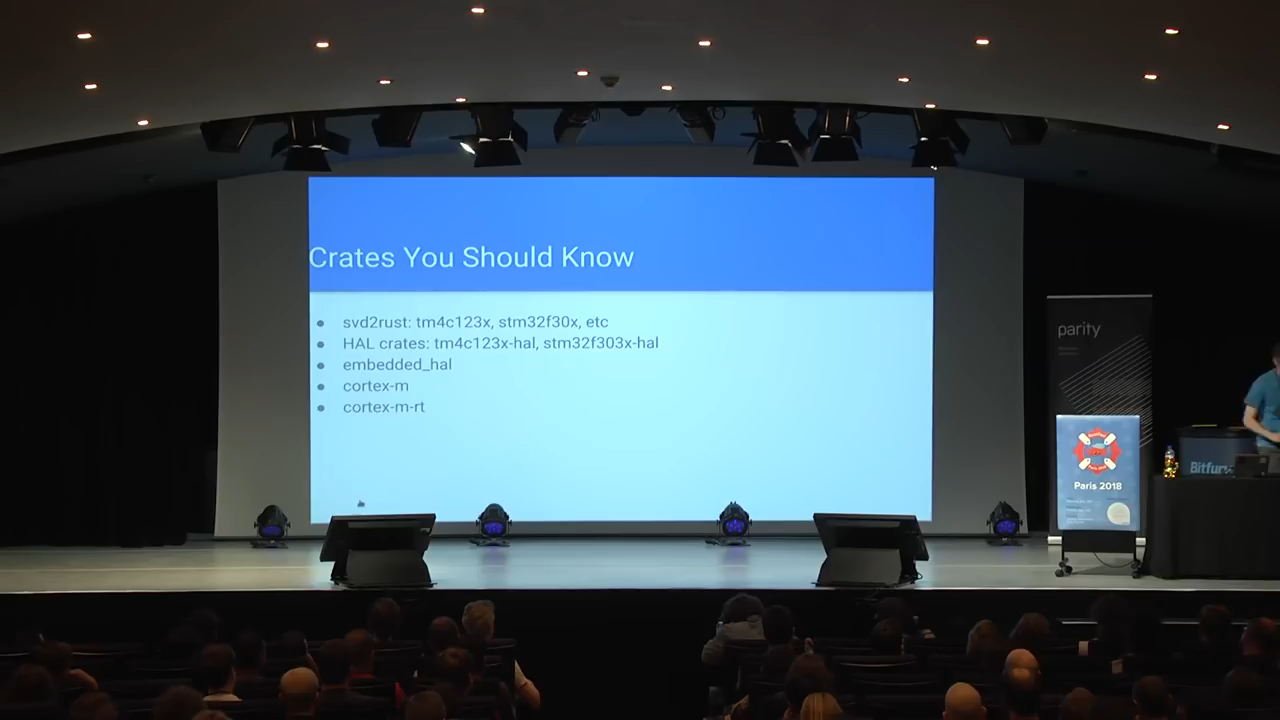 Crates You Should Know
svd2rust: tm4c123x, stm32f30x, etc
HAL crates: tm4c123x-hal, stm32f303x-hal
embedded_hal
cortex-m
cortex-m-rt
parity
Paris 2018